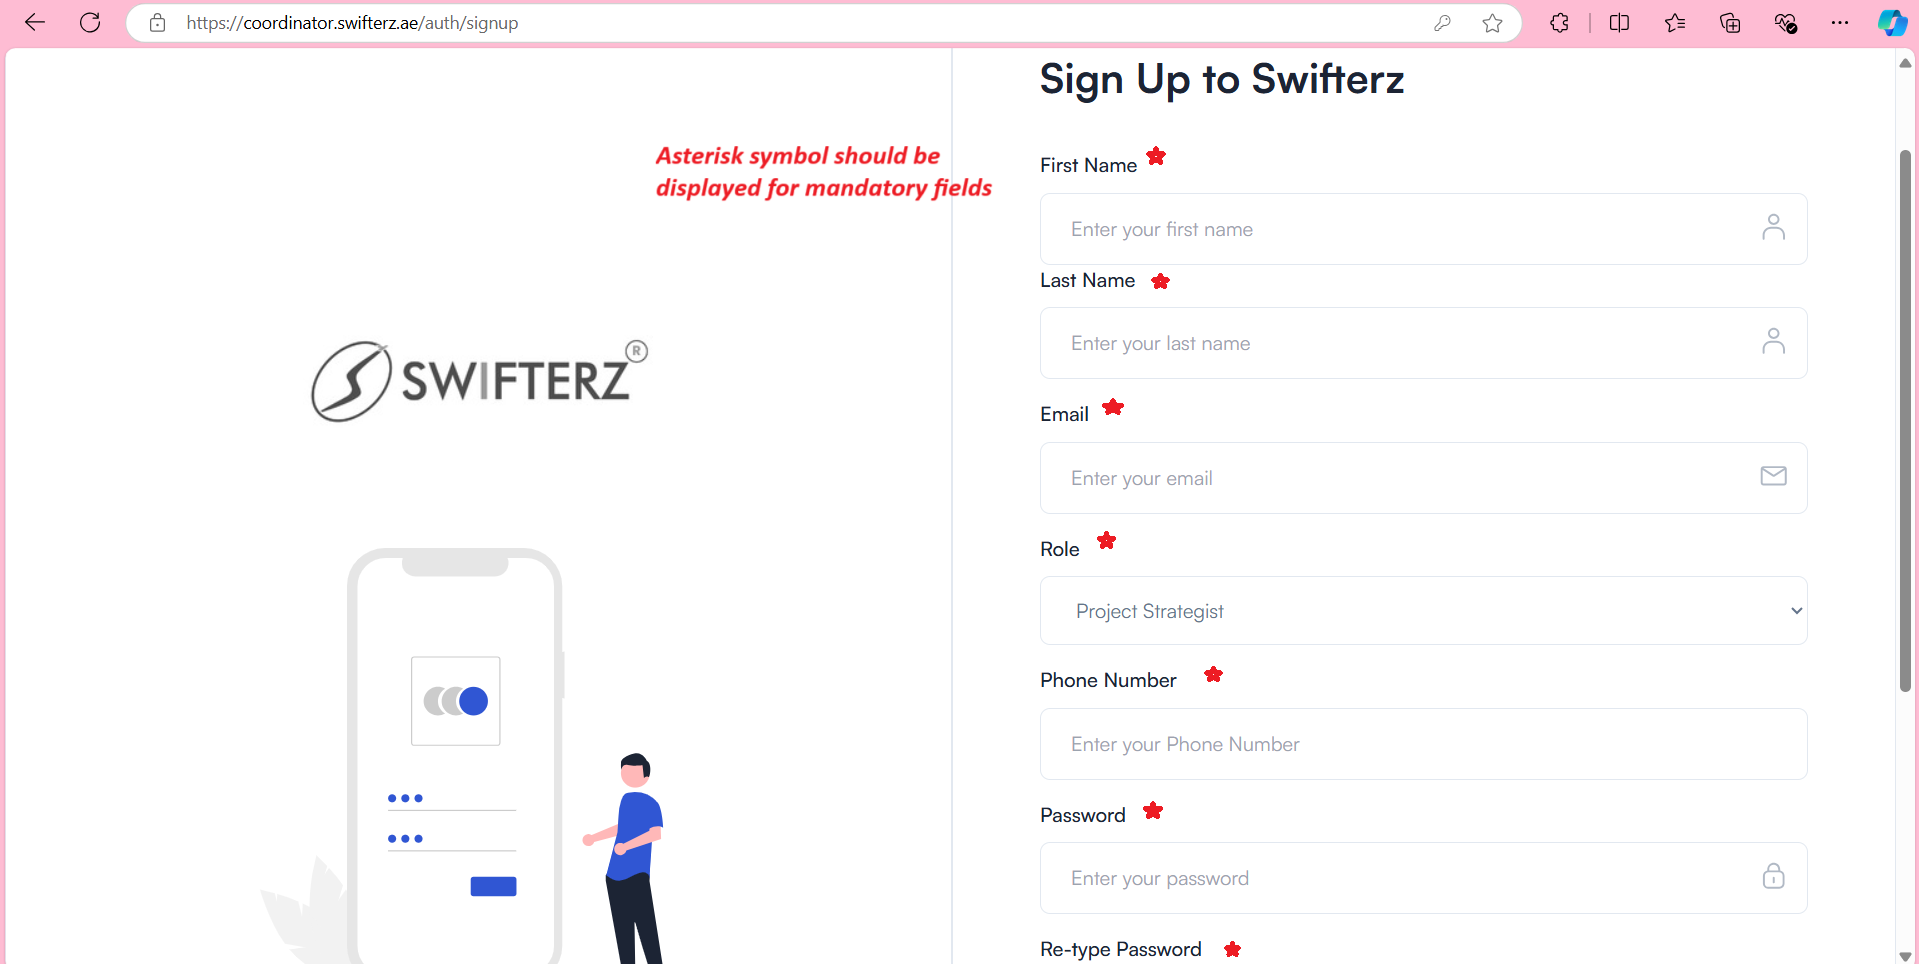 https://coordinator.swifterz.ae/auth/signup
Sign Up to Swifterz
Asterisk symbol should be
displayed for mandatory fields
First Name
Enter your first name
Last Name
Enter your last name
SWIFTERZ®
Email
Enter your email
Role
Project Strategist
Phone Number
Enter your Phone Number
Password
Enter your password
Re-type Password